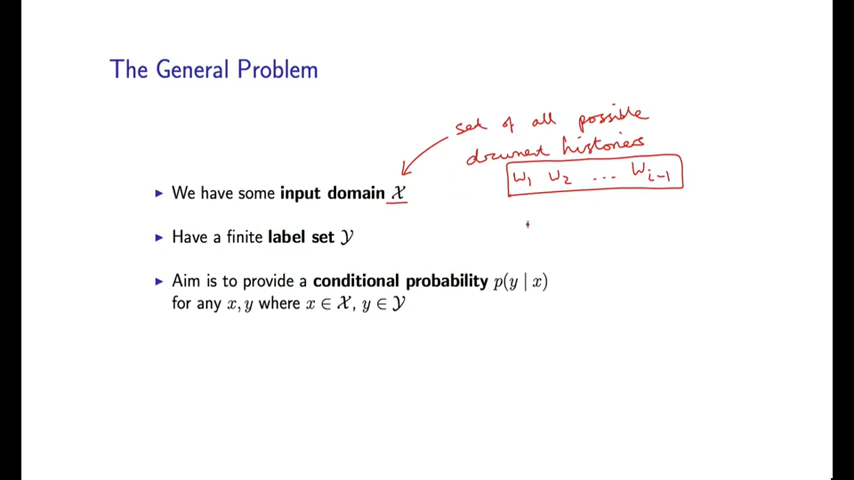 The General Problem
set of all possible
document histories
w₁ w₂ ... wᵢ₋₁
▸ We have some input domain 𝒳
▸ Have a finite label set 𝒴
▸ Aim is to provide a conditional probability p(y | x)
for any x, y where x ∈ 𝒳, y ∈ 𝒴